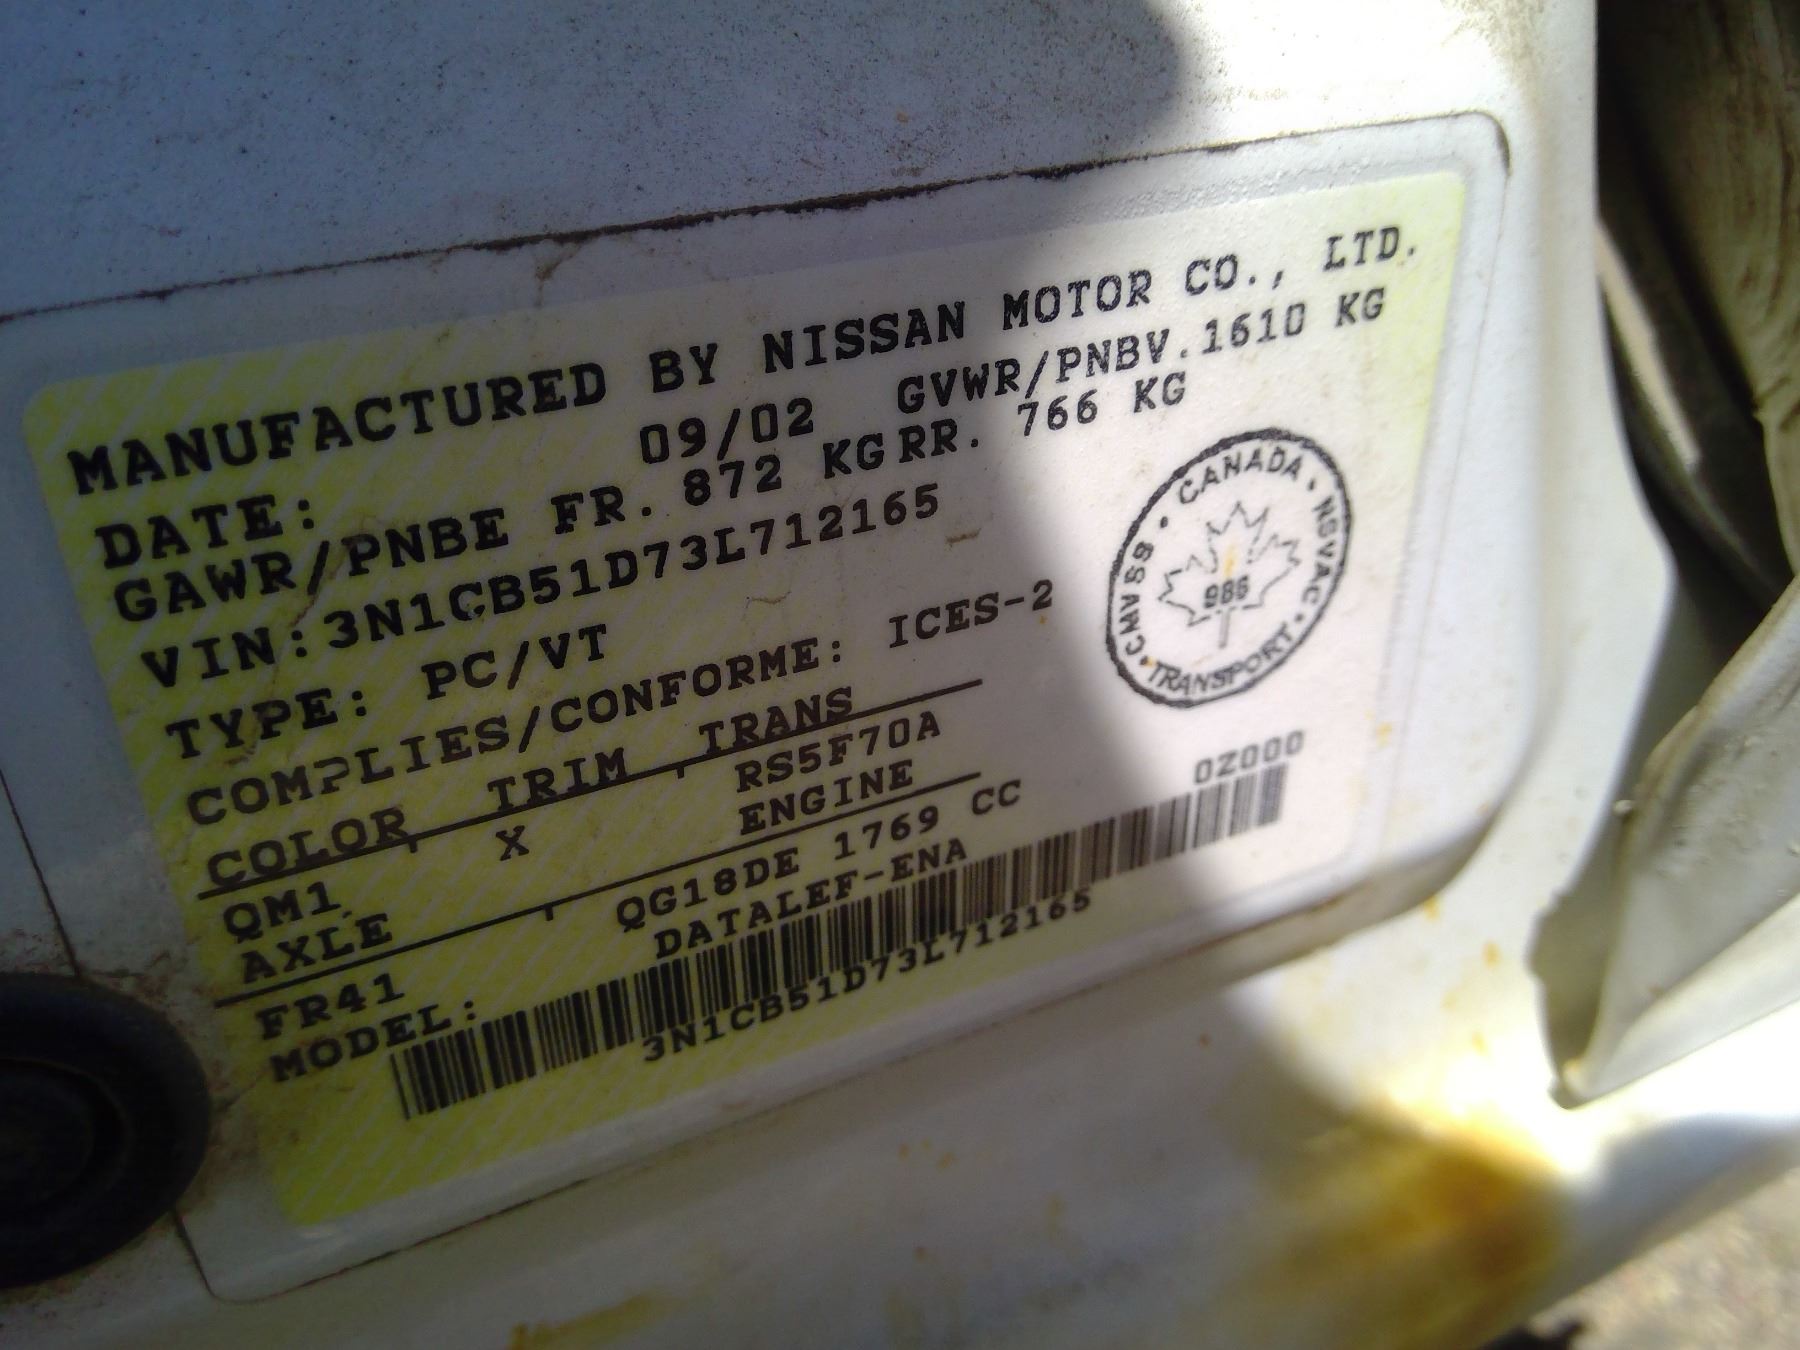 MANUFACTURED BY NISSAN MOTOR CO., LTD.
DATE: 09/02 GVWR/PNBV.1610 KG
GAWR/PNBE FR. 872 KG RR. 766 KG
VIN:3N1CB51D73L712165
TYPE: PC/VT
COMPLIES/CONFORME: ICES-2
COLOR TRIM TRANS
QM1 X RS5F70A
AXLE ENGINE
FR41 QG18DE 1769 CC
MODEL: DATALEF-ENA
0Z000
3N1CB51D73L712165
CANADA · NSVAC · TRANSPORT · CMVSS ·
986